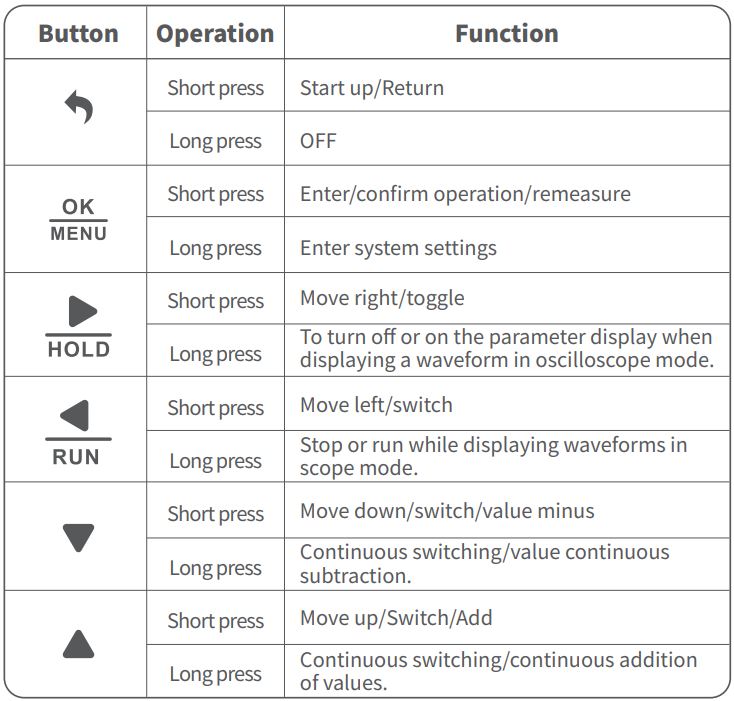 Button Operation Function
Short press Start up/Return
Long press OFF
OK
MENU
Short press Enter/confirm operation/remeasure
Long press Enter system settings
HOLD
Short press Move right/toggle
Long press To turn off or on the parameter display when
displaying a waveform in oscilloscope mode.
RUN
Short press Move left/switch
Long press Stop or run while displaying waveforms in
scope mode.
Short press Move down/switch/value minus
Long press Continuous switching/value continuous
subtraction.
Short press Move up/Switch/Add
Long press Continuous switching/continuous addition
of values.